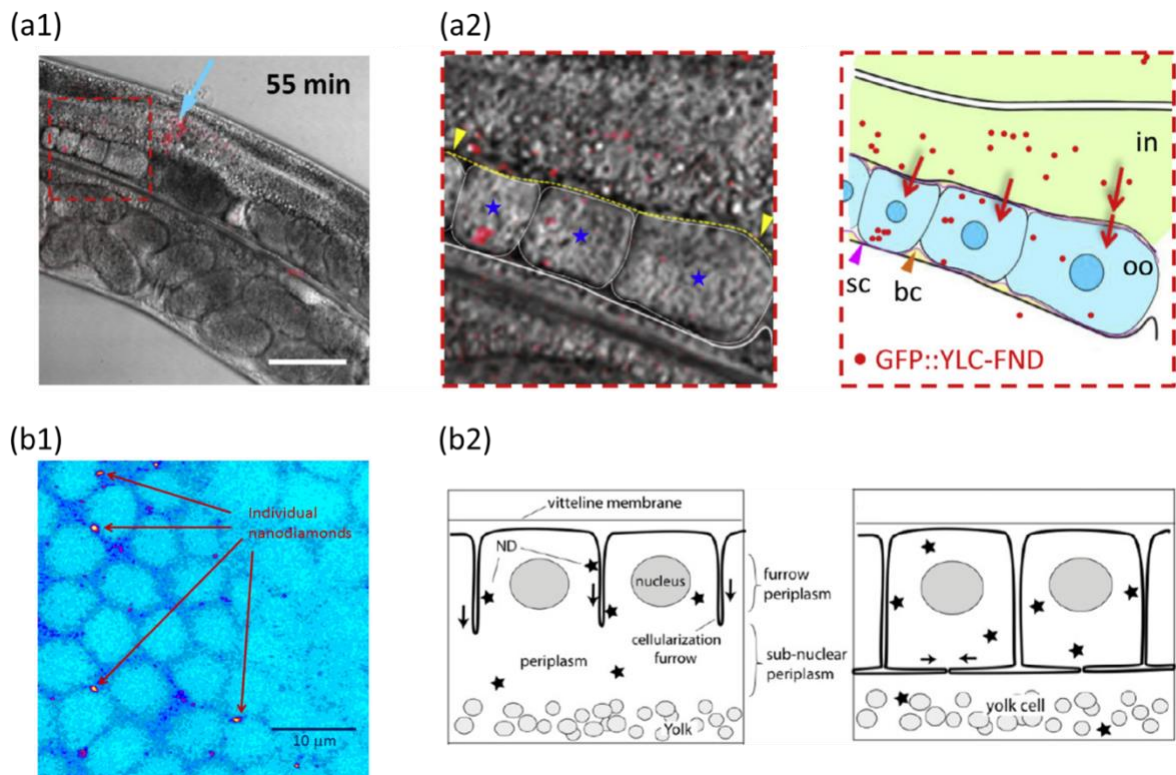 (a1)
55 min
(a2)
in
oo
sc
bc
GFP::YLC-FND
(b1)
Individual
nanodiamonds
10 μm
(b2)
vitteline membrane
ND
nucleus
furrow
periplasm
cellularization
furrow
periplasm
sub-nuclear
periplasm
Yolk
yolk cell